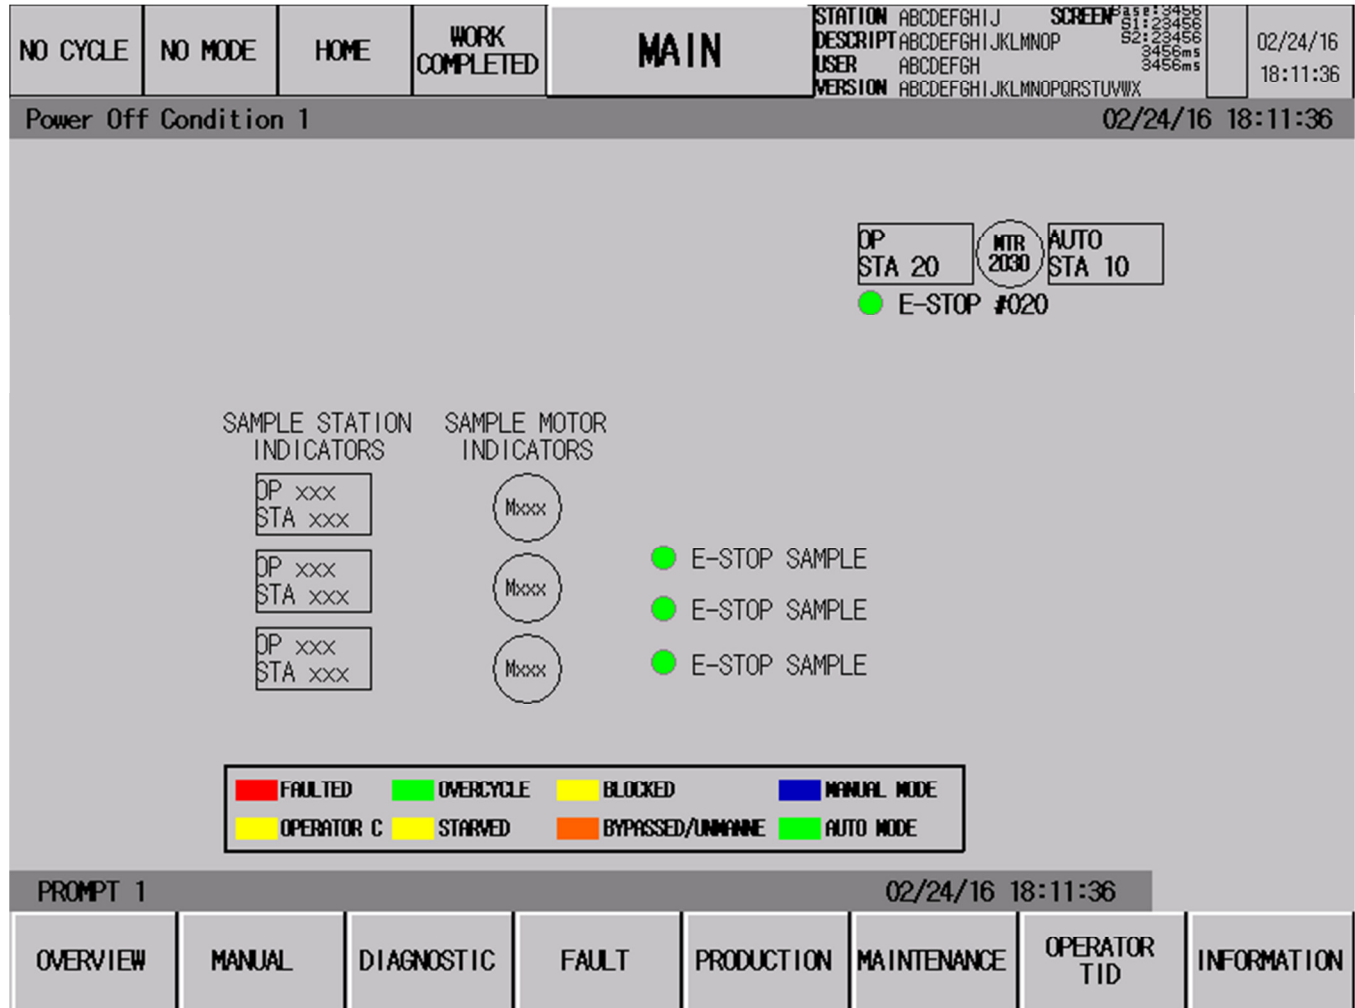 NO CYCLE
NO MODE
HOME
WORK
COMPLETED
MAIN
STATION ABCDEFGHIJ
DESCRIPT ABCDEFGHIJKLMNOP
USER ABCDEFGH
VERSION ABCDEFGHIJKLMNOPQRSTUVWX
SCREEN Base:3456
S1:23456
S2:23456
3456ms
3456ms
02/24/16
18:11:36
Power Off Condition 1 02/24/16 18:11:36
OP
STA 20
MTR
2030
AUTO
STA 10
E-STOP #020
SAMPLE STATION
INDICATORS
SAMPLE MOTOR
INDICATORS
OP xxx
STA xxx
Mxxx
OP xxx
STA xxx
Mxxx
OP xxx
STA xxx
Mxxx
E-STOP SAMPLE
E-STOP SAMPLE
E-STOP SAMPLE
FAULTED OVERCYCLE BLOCKED MANUAL MODE
OPERATOR C STARVED BYPASSED/UNMANNE AUTO MODE
PROMPT 1 02/24/16 18:11:36
OVERVIEW
MANUAL
DIAGNOSTIC
FAULT
PRODUCTION
MAINTENANCE
OPERATOR
TID
INFORMATION